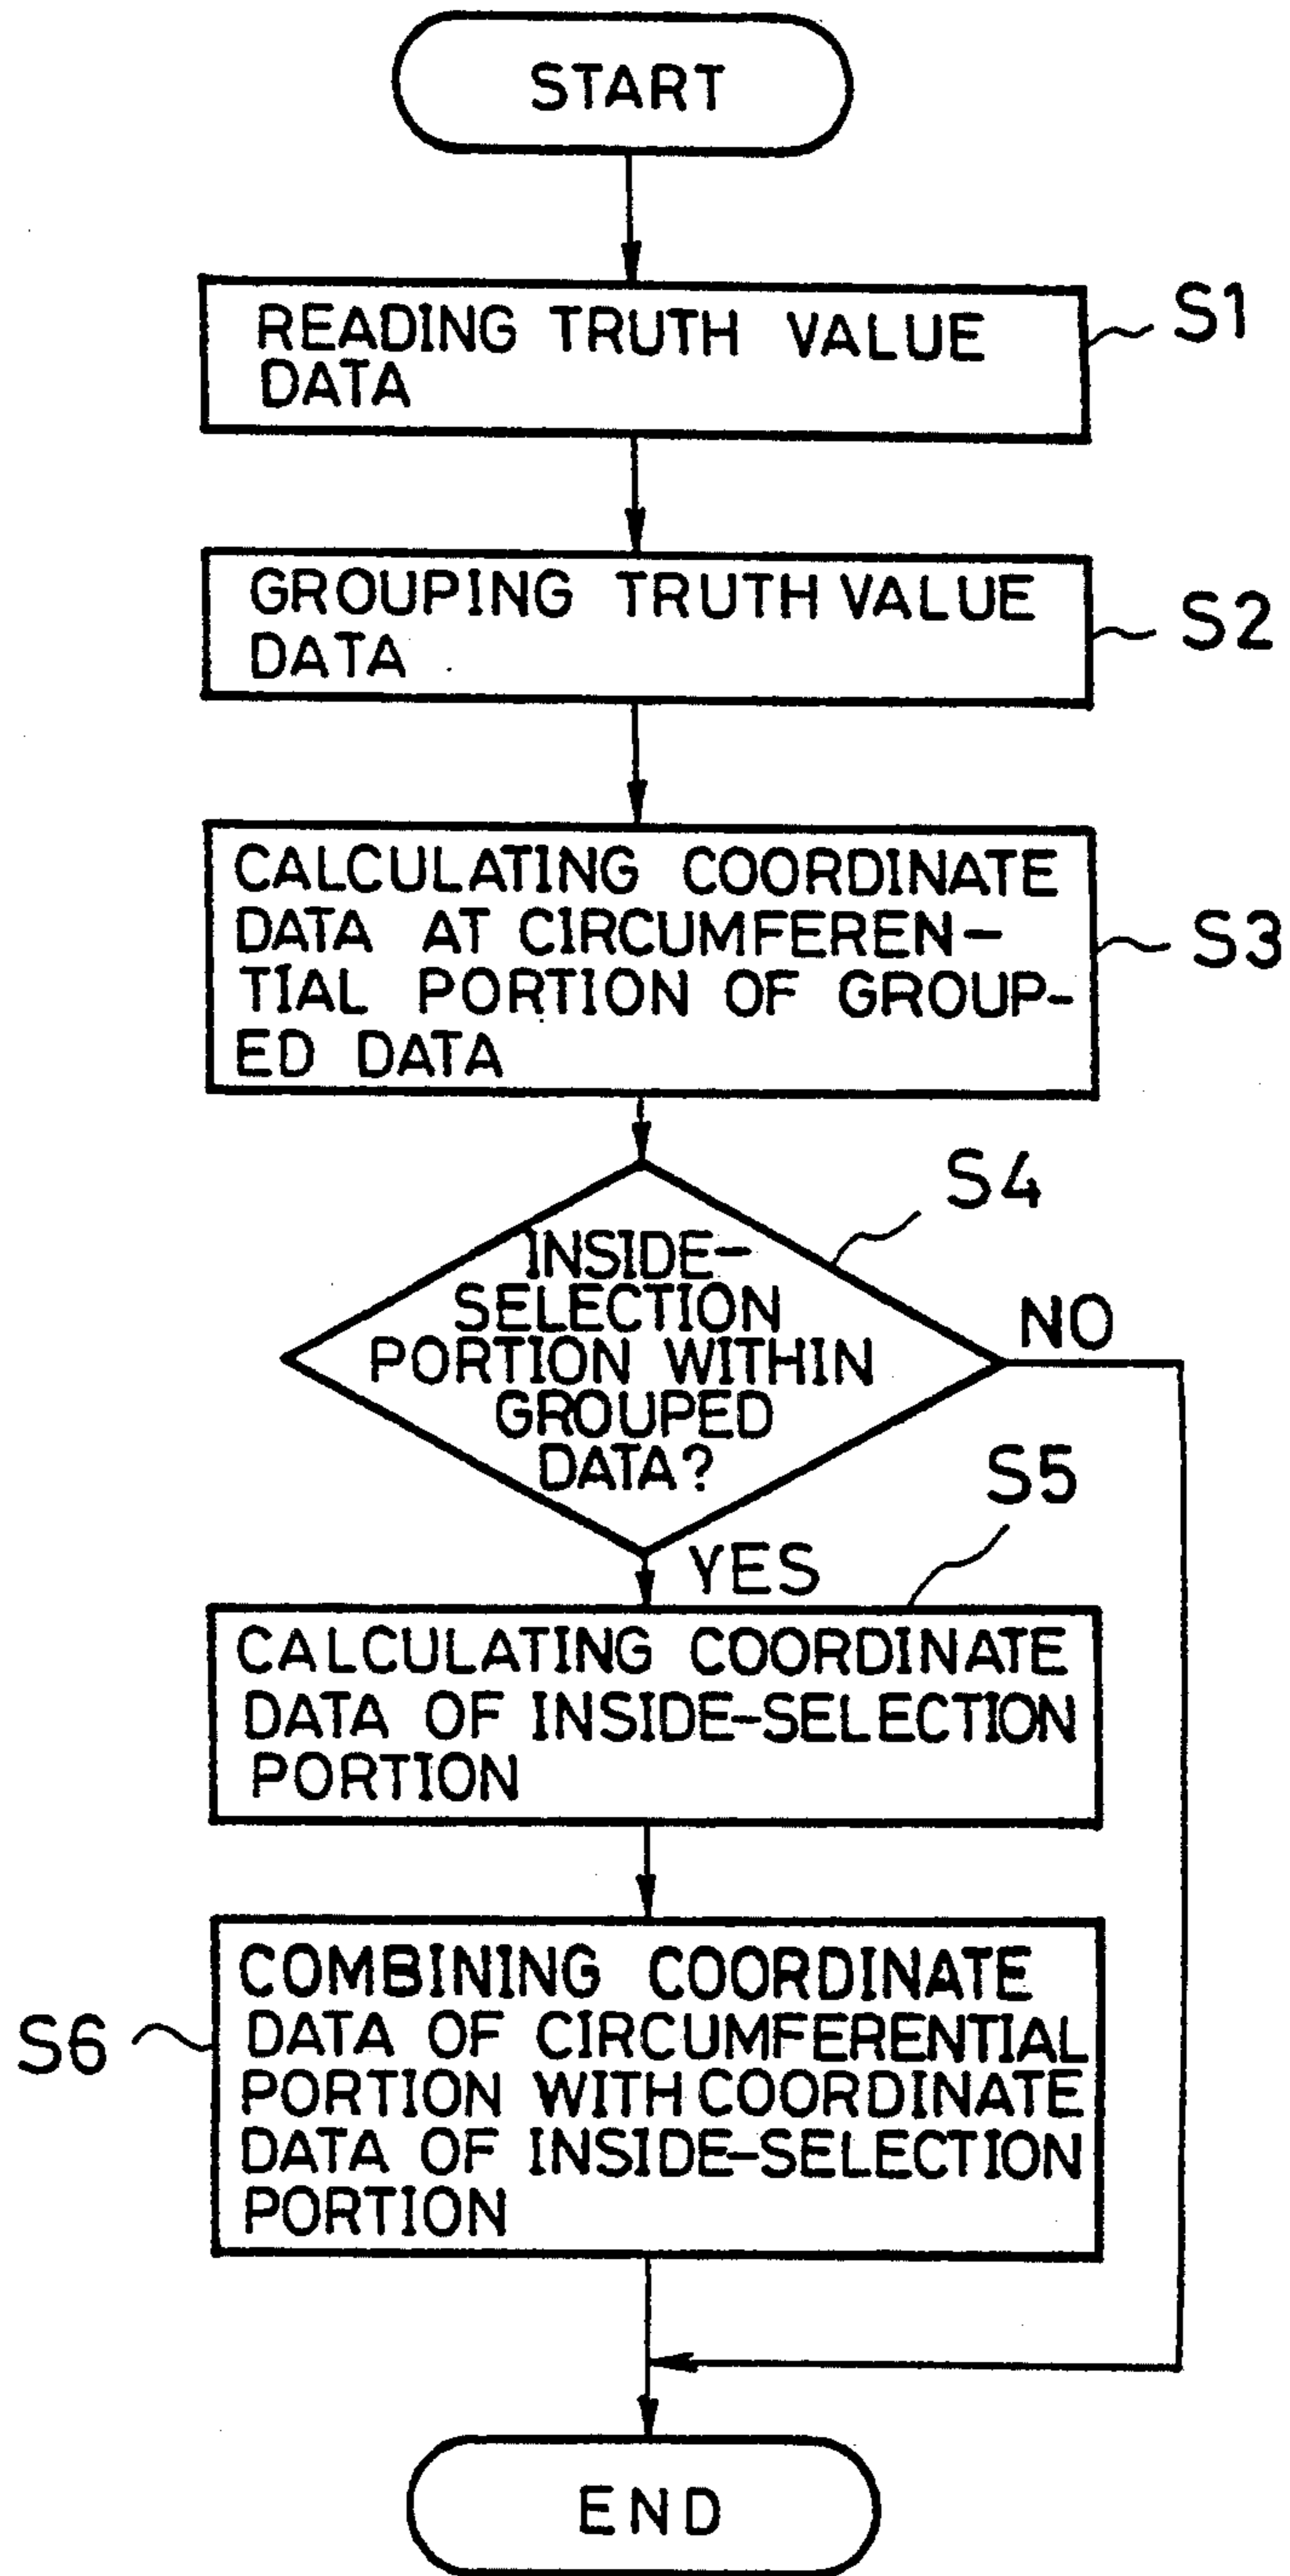 START
READING TRUTH VALUE
DATA
S1
GROUPING TRUTH VALUE
DATA
S2
CALCULATING COORDINATE
DATA AT CIRCUMFEREN-
TIAL PORTION OF GROUP-
ED DATA
S3
S4
INSIDE-
SELECTION
PORTION WITHIN
GROUPED
DATA?
NO
YES
S5
CALCULATING COORDINATE
DATA OF INSIDE-SELECTION
PORTION
S6
COMBINING COORDINATE
DATA OF CIRCUMFERENTIAL
PORTION WITH COORDINATE
DATA OF INSIDE-SELECTION
PORTION
END